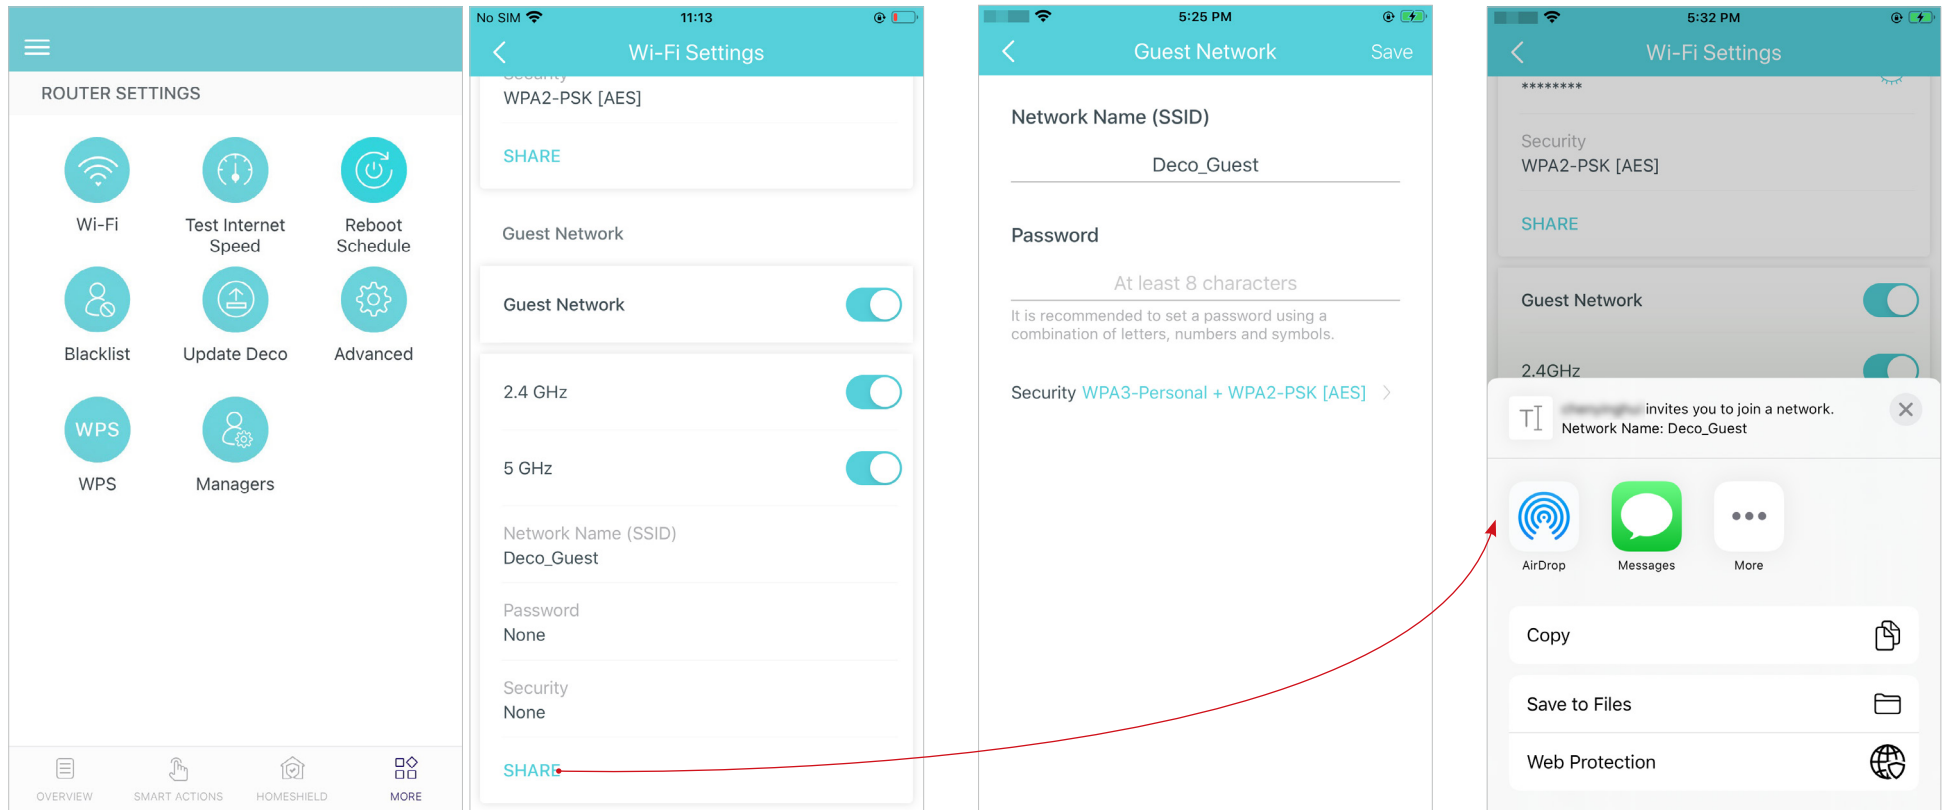 ROUTER SETTINGS
Wi-Fi
Test Internet
Speed
Reboot
Schedule
Blacklist
Update Deco
Advanced
WPS
WPS
Managers
OVERVIEW
SMART ACTIONS
HOMESHIELD
MORE
No SIM
11:13
Wi-Fi Settings
Security
WPA2-PSK [AES]
SHARE
Guest Network
Guest Network
2.4 GHz
5 GHz
Network Name (SSID)
Deco_Guest
Password
None
Security
None
SHARE
5:25 PM
Guest Network
Save
Network Name (SSID)
Deco_Guest
Password
At least 8 characters
It is recommended to set a password using a
combination of letters, numbers and symbols.
Security WPA3-Personal + WPA2-PSK [AES]
5:32 PM
Wi-Fi Settings
********
Security
WPA2-PSK [AES]
SHARE
Guest Network
2.4GHz
invites you to join a network.
Network Name: Deco_Guest
AirDrop
Messages
More
Copy
Save to Files
Web Protection